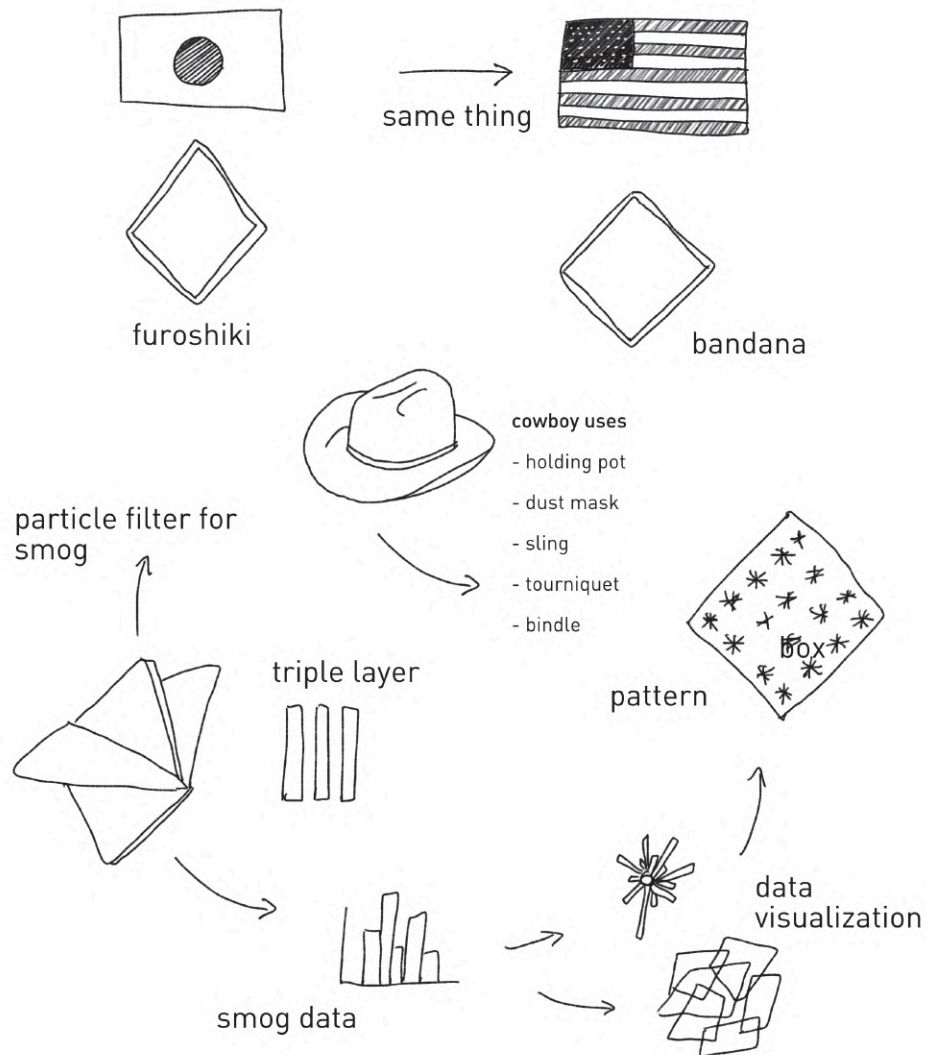 same thing
furoshiki
bandana
cowboy uses
- holding pot
- dust mask
- sling
- tourniquet
- bindle
particle filter for
smog
triple layer
box
pattern
data
visualization
smog data